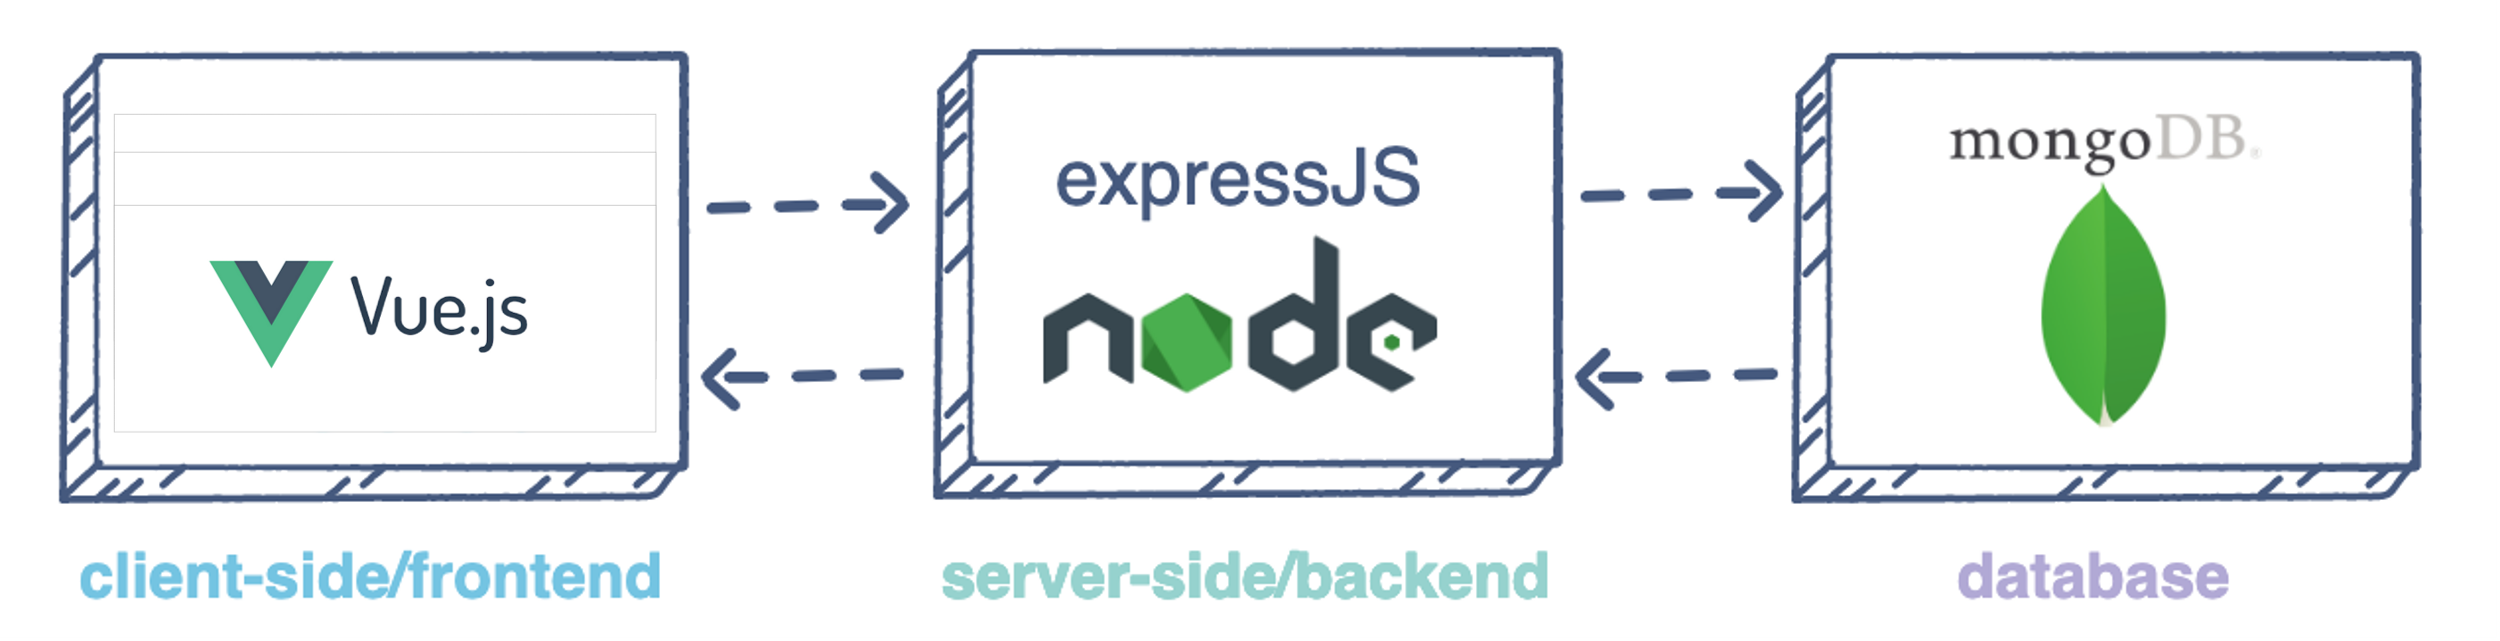 Vue.js
client-side/frontend
expressJS
node
server-side/backend
mongoDB®
database